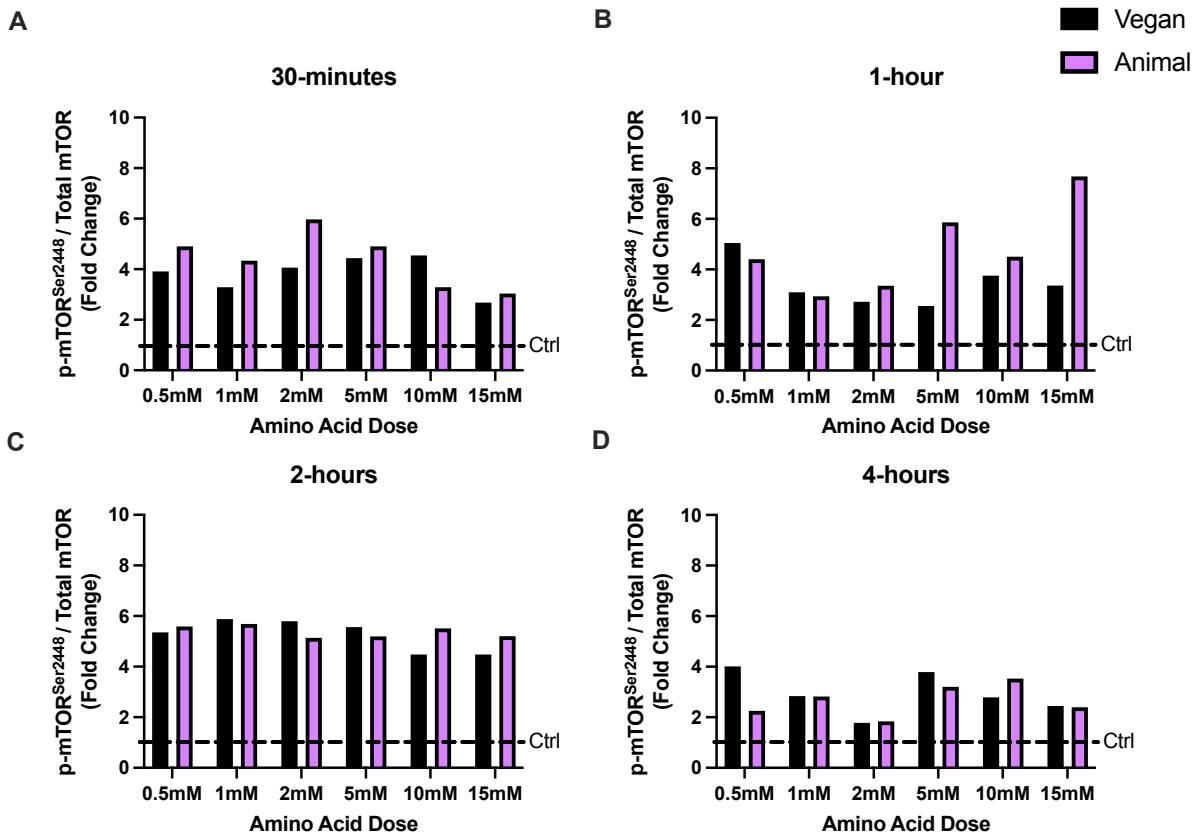 A
B
Vegan
Animal
30-minutes
p-mTORSer2448 / Total mTOR
(Fold Change)
10
8
6
4
2
0
Ctrl
0.5mM 1mM 2mM 5mM 10mM 15mM
Amino Acid Dose
1-hour
p-mTORSer2448 / Total mTOR
(Fold Change)
10
8
6
4
2
0
Ctrl
0.5mM 1mM 2mM 5mM 10mM 15mM
Amino Acid Dose
C
2-hours
p-mTORSer2448 / Total mTOR
(Fold Change)
10
8
6
4
2
0
Ctrl
0.5mM 1mM 2mM 5mM 10mM 15mM
Amino Acid Dose
D
4-hours
p-mTORSer2448 / Total mTOR
(Fold Change)
10
8
6
4
2
0
Ctrl
0.5mM 1mM 2mM 5mM 10mM 15mM
Amino Acid Dose